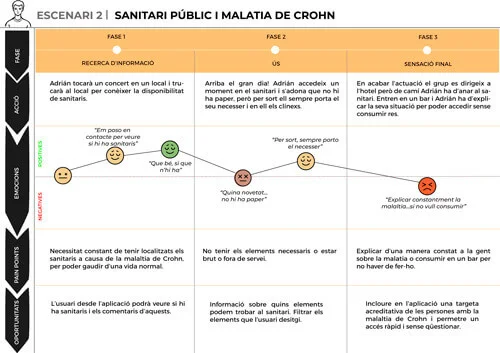 ESCENARI 2 | SANITARI PÚBLIC I MALATIA DE CROHN
FASE
FASE 1
RECERCA D'INFORMACIÓ
FASE 2
ÚS
FASE 3
SENSACIÓ FINAL
ACCIÓ
Adrián tocarà un concert en un local i tru-
carà al local per conèixer la disponibilitat
de sanitaris.
Arriba el gran dia! Adrián accedeix un
moment en el sanitari i s'adona que no hi
ha paper, però per sort ell sempre porta el
seu necesser i en ell els clínexs.
En acabar l'actuació el grup es dirigeix a
l'hotel però de camí Adrián ha d'anar al sa-
nitari. Entren en un bar i Adrián ha d'expli-
car la seva situació per poder accedir sense
consumir res.
EMOCIONS
POSITIVES
NEGATIVES
"Em poso en
contacte per veure
si hi ha sanitaris"
"Que bé, si que
n'hi ha"
"Quina novetat...
no hi ha paper"
"Per sort, sempre porto
el necesser"
"Explicar constantment la
malaltia...si no vull consumir"
PAIN POINTS
Necessitat constant de tenir localitzats els
sanitaris a causa de la malaltia de Crohn,
per poder gaudir d'una vida normal.
No tenir els elements necessaris o estar
brut o fora de servei.
Explicar d'una manera constat a la gent
sobre la malaltia o consumir en un bar per
no haver de fer-ho.
OPORTUNITATS
L'usuari desde l'aplicació podrà veure si hi
ha sanitaris i els comentaris d'aquests.
Informació sobre quins elements
podem trobar al sanitari. Filtrar els
elements que l'usuari desitgi.
Incloure en l'aplicació una targeta
acreditativa de les persones amb la
malaltia de Crohn i permetre un
accés ràpid i sense qüestionar.